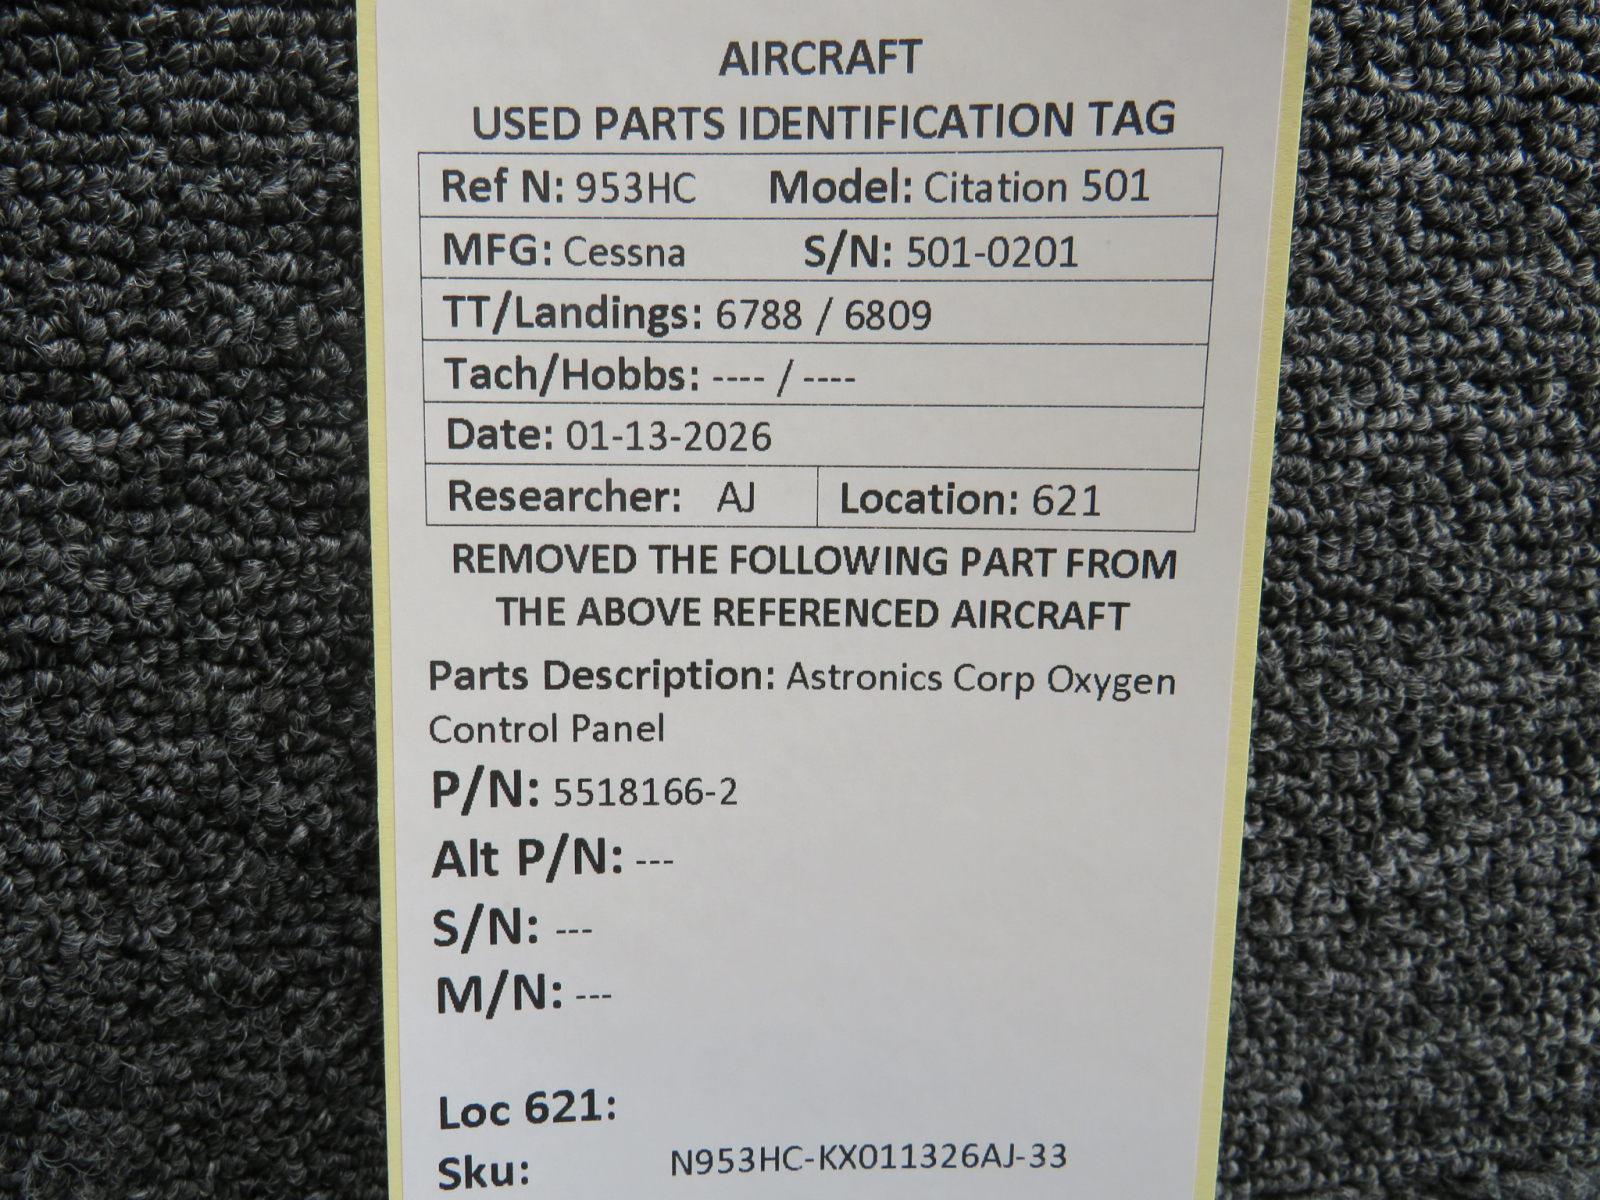 AIRCRAFT
USED PARTS IDENTIFICATION TAG
Ref N: 953HC Model: Citation 501
MFG: Cessna S/N: 501-0201
TT/Landings: 6788 / 6809
Tach/Hobbs: ---- / ----
Date: 01-13-2026
Researcher: AJ Location: 621
REMOVED THE FOLLOWING PART FROM
THE ABOVE REFERENCED AIRCRAFT
Parts Description: Astronics Corp Oxygen
Control Panel
P/N: 5518166-2
Alt P/N: ---
S/N: ---
M/N: ---
Loc 621:
Sku: N953HC-KX011326AJ-33